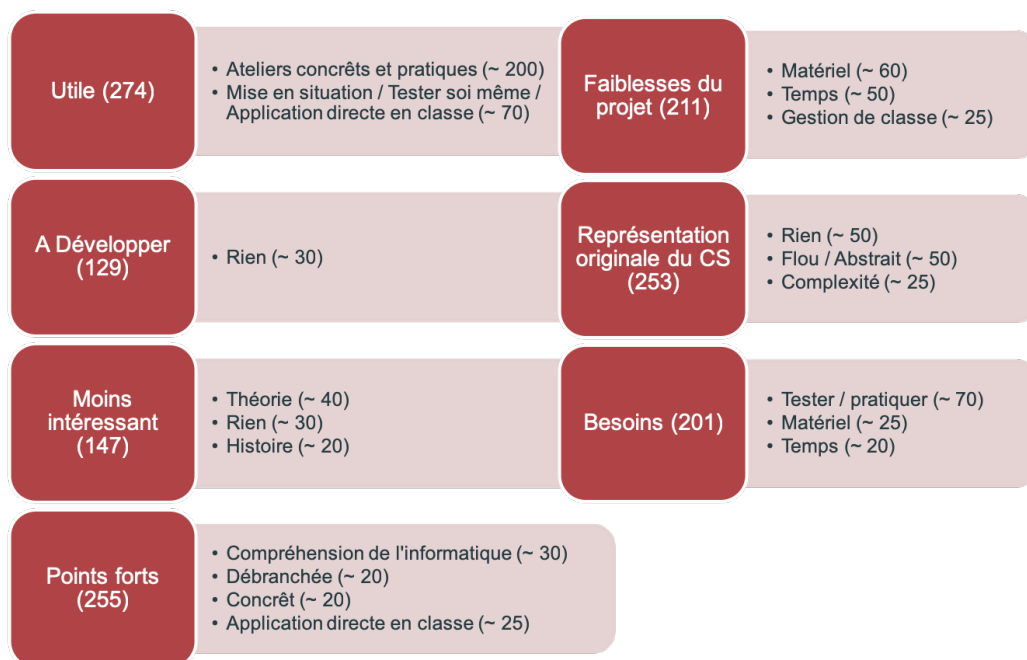 Utile (274)
• Ateliers concrêts et pratiques (~ 200)
• Mise en situation / Tester soi même /
Application directe en classe (~ 70)
Faiblesses du
projet (211)
• Matériel (~ 60)
• Temps (~ 50)
• Gestion de classe (~ 25)
A Développer
(129)
• Rien (~ 30)
Représentation
originale du CS
(253)
• Rien (~ 50)
• Flou / Abstrait (~ 50)
• Complexité (~ 25)
Moins
intéressant
(147)
• Théorie (~ 40)
• Rien (~ 30)
• Histoire (~ 20)
Besoins (201)
• Tester / pratiquer (~ 70)
• Matériel (~ 25)
• Temps (~ 20)
Points forts
(255)
• Compréhension de l'informatique (~ 30)
• Débranchée (~ 20)
• Concrêt (~ 20)
• Application directe en classe (~ 25)